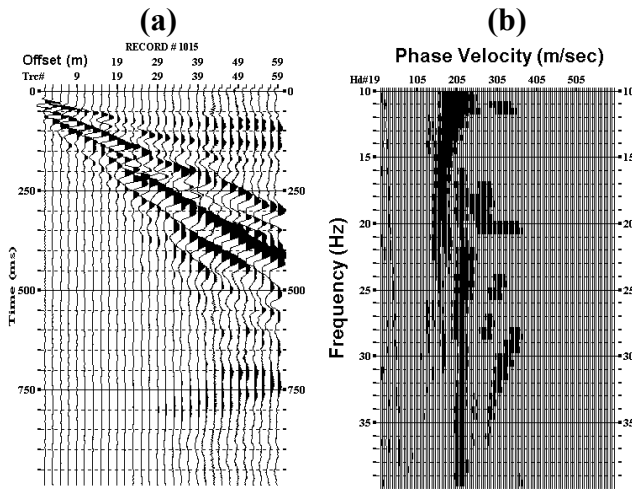 (a)
RECORD # 1015
Offset (m) 9 19 29 39 49 59
Trc# 9 19 29 39 49 59
0 0
250 250
500 500
750 750
Time (ms)
(b)
Phase Velocity (m/sec)
Hd#19 105 205 305 405 505
10 10
15 15
20 20
25 25
30 30
35 35
Frequency (Hz)